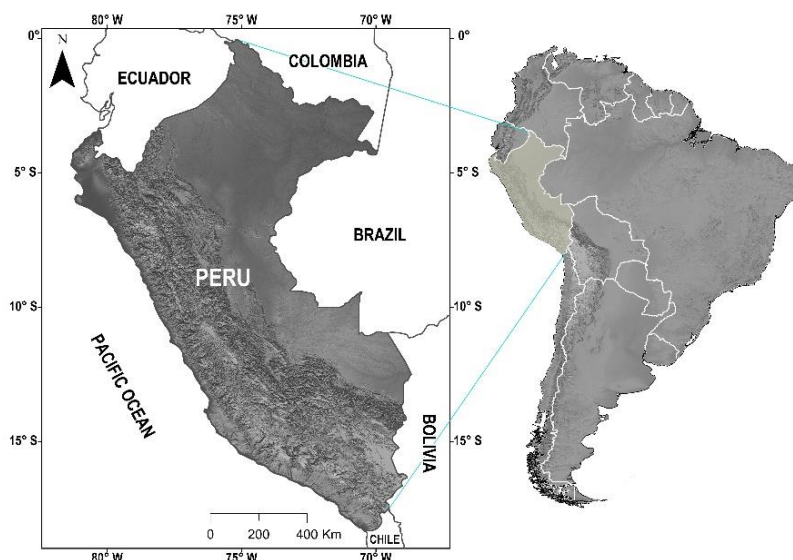 80° W
75° W
70° W
0°
0°
N
COLOMBIA
ECUADOR
5° S
5° S
BRAZIL
PERU
10° S
10° S
PACIFIC OCEAN
BOLIVIA
15° S
15° S
0 200 400 Km
CHILE
80° W
75° W
70° W